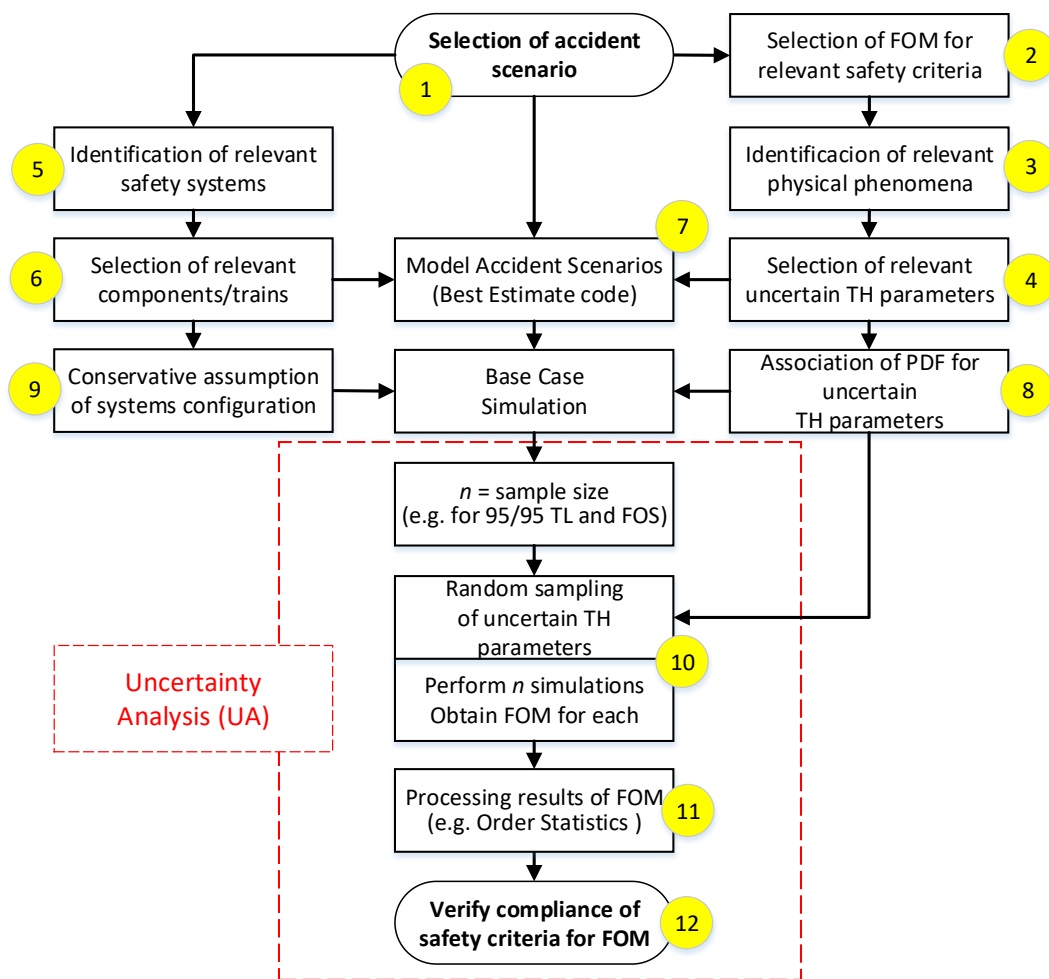 Selection of accident
scenario
1
Selection of FOM for
relevant safety criteria
2
5
Identification of relevant
safety systems
Identificacion of relevant
physical phenomena
3
6
Selection of relevant
components/trains
7
Model Accident Scenarios
(Best Estimate code)
Selection of relevant
uncertain TH parameters
4
9
Conservative assumption
of systems configuration
Base Case
Simulation
Association of PDF for
uncertain
TH parameters
8
n = sample size
(e.g. for 95/95 TL and FOS)
Random sampling
of uncertain TH
parameters
10
Perform n simulations
Obtain FOM for each
Uncertainty
Analysis (UA)
Processing results of FOM
(e.g. Order Statistics )
11
Verify compliance of
safety criteria for FOM
12